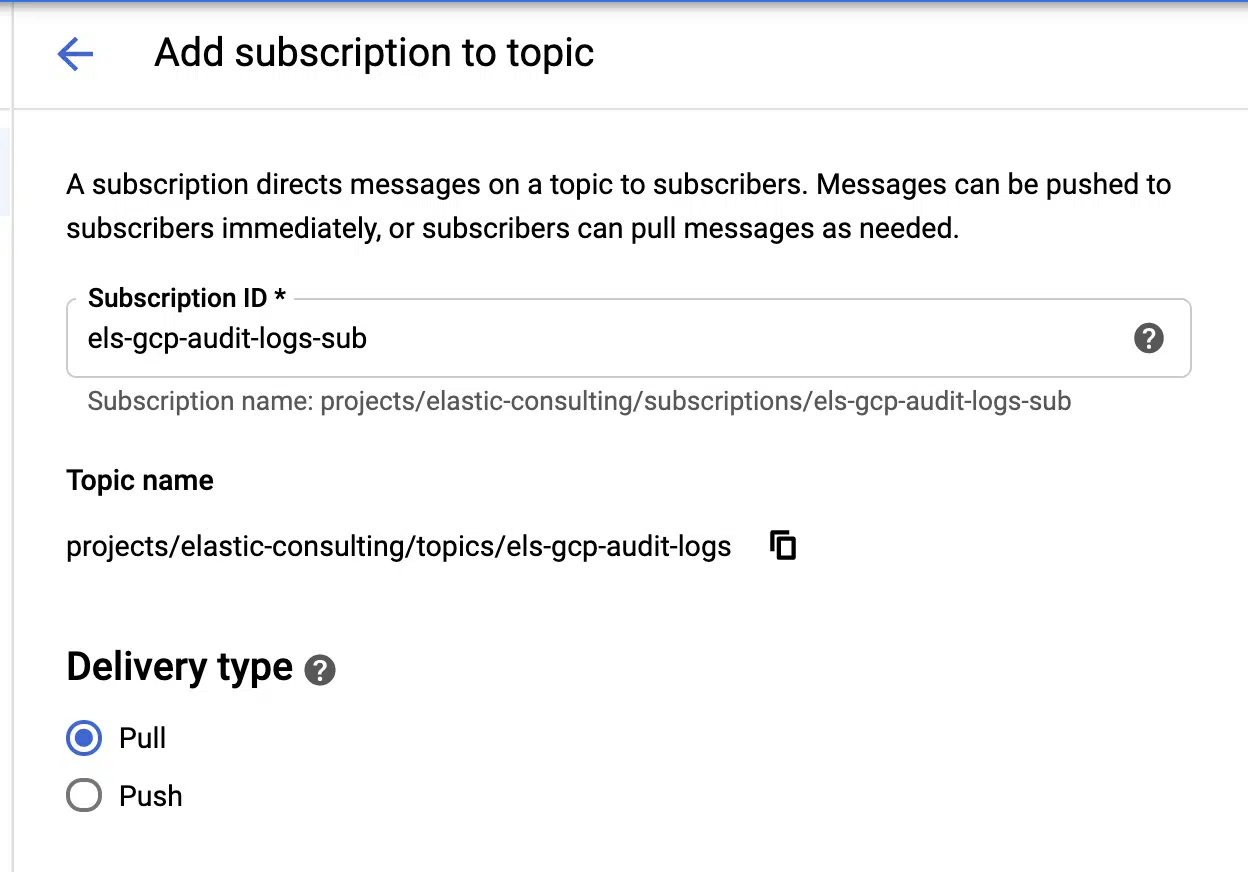 Add subscription to topic
A subscription directs messages on a topic to subscribers. Messages can be pushed to
subscribers immediately, or subscribers can pull messages as needed.
Subscription ID *
els-gcp-audit-logs-sub
Subscription name: projects/elastic-consulting/subscriptions/els-gcp-audit-logs-sub
Topic name
projects/elastic-consulting/topics/els-gcp-audit-logs
Delivery type
Pull
Push